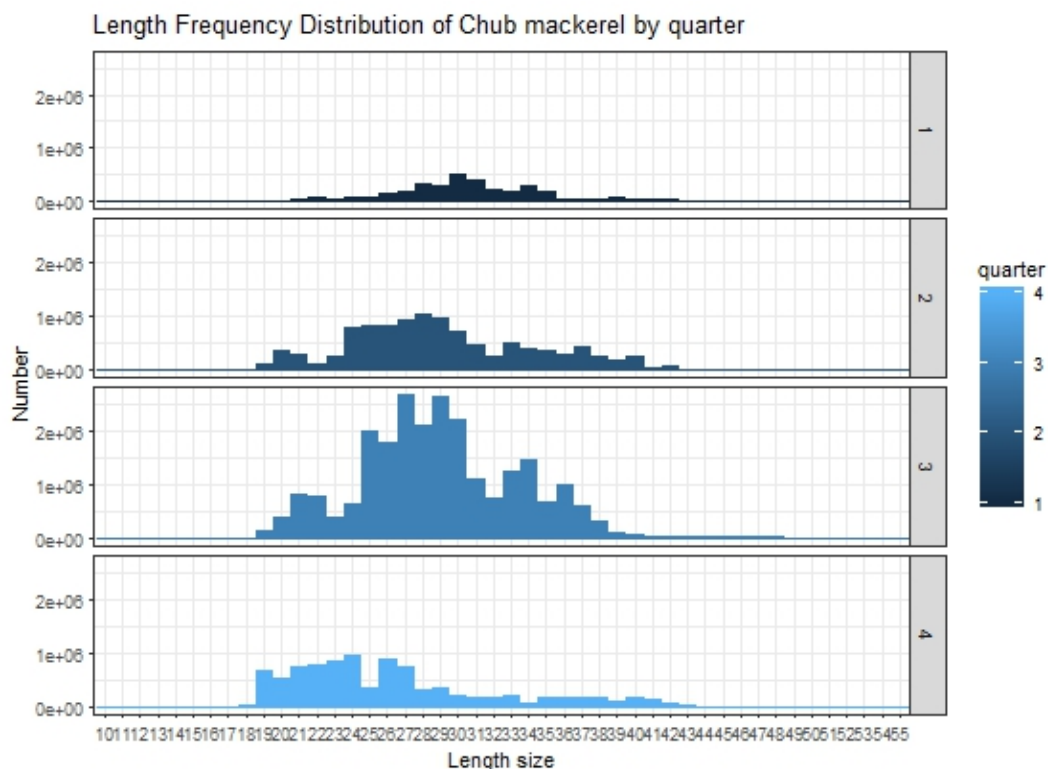 Length Frequency Distribution of Chub mackerel by quarter
2e+06
1e+06
0e+00
1
2e+06
1e+06
0e+00
2
2e+06
1e+06
0e+00
3
2e+06
1e+06
0e+00
4
Number
10111213141516171819202122232425262728293031323334353637383940414243444546474849505152535455
Length size
quarter
4
3
2
1